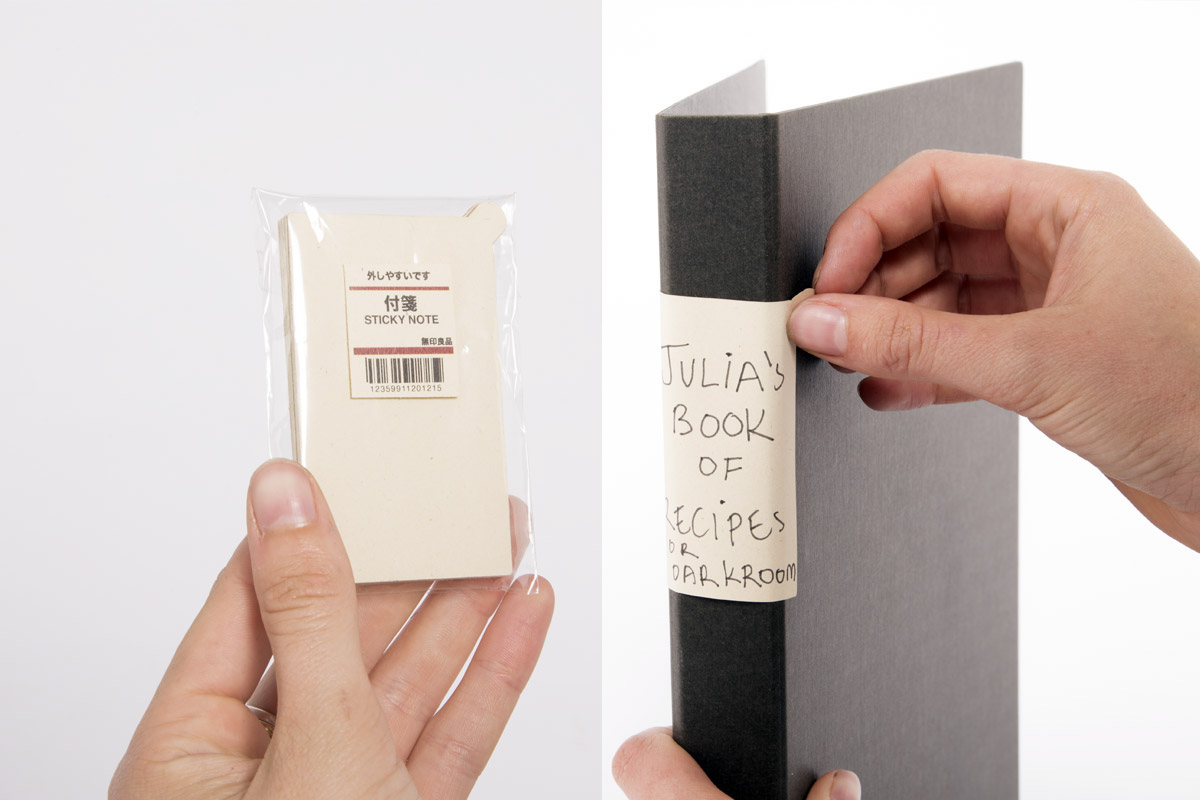 外しやすいです
付箋
STICKY NOTE
無印良品
12359911201215
JULIA's
BOOK
OF
RECIPES
OR
DARKROOM